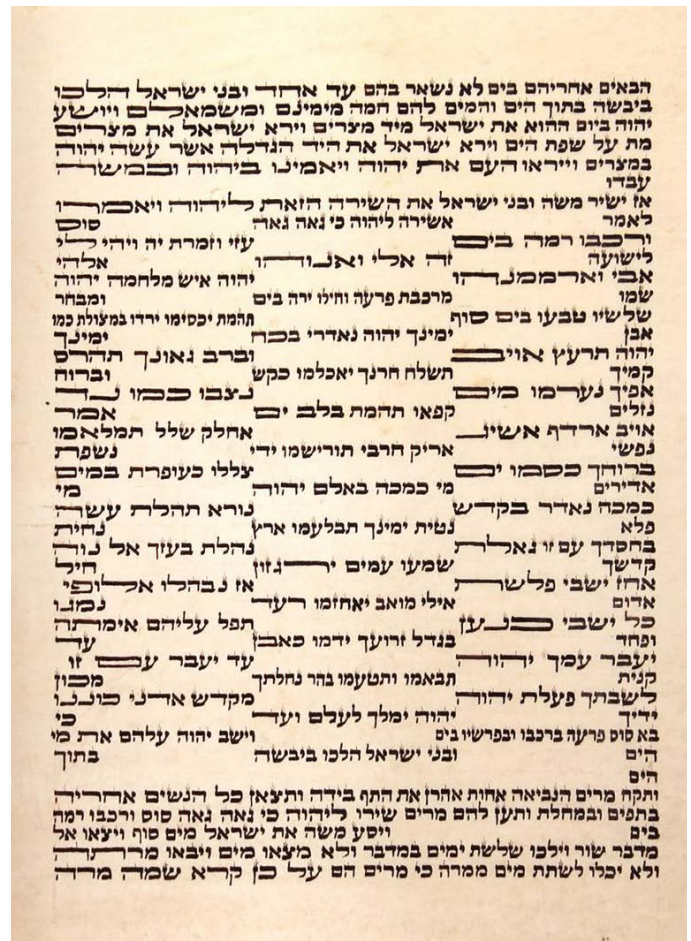 הבאים אחריהם בים לא נשאר בהם עד אחד ובני ישראל הלכו
ביבשה בתוך הים והמים להם חמה מימינם ומשמאלם ויושע
יהוה ביום ההוא את ישראל מיד מצרים וירא ישראל את מצרים
מת על שפת הים וירא ישראל את היד הגדלה אשר עשה יהוה
במצרים וייראו העם את יהוה ויאמינו ביהוה ובמשה
עבדו
אז ישיר משה ובני ישראל את השירה הזאת ליהוה ויאמרו
לאמר אשירה ליהוה כי גאה גאה סוס
ורכבו רמה בים עזי וזמרת יה ויהי לי
לישועה זה אלי ואנוהו אלהי
אבי וארממנהו יהוה איש מלחמה יהוה
שמו מרכבת פרעה וחילו ירה בים ומבחר
שלשיו טבעו בים סוף תהמת יכסימו ירדו במצולת כמו
אבן ימינך יהוה נאדרי בכח ימינך
יהוה תרעץ אויב וברב גאונך תהרס
קמיך תשלח חרנך יאכלמו כקש וברוח
אפיך נערמו מים נצבו כמו נד
נזלים קפאו תהמת בלב ים אמר
אויב ארדף אשיג אחלק שלל תמלאמו
נפשי אריק חרבי תורישמו ידי נשפת
ברוחך כסמו ים צללו כעופרת במים
אדירים מי כמכה באלם יהוה מי
כמכה נאדר בקדש נורא תהלת עשה
פלא נטית ימינך תבלעמו ארץ נחית
בחסדך עם זו גאלת נהלת בעזך אל נוה
קדשך שמעו עמים ירגזון חיל
אחז ישבי פלשת אז נבהלו אלופי
אדום אילי מואב יאחזמו רעד נמגו
כל ישבי כנען תפל עליהם אימתה
ופחד בגדל זרועך ידמו כאבן עד
יעבר עמך יהוה עד יעבר עם זו
קנית תבאמו ותטעמו בהר נחלתך מכון
לשבתך פעלת יהוה מקדש אדני כוננו
ידיך יהוה ימלך לעלם ועד כי
בא סוס פרעה ברכבו ובפרשיו בים וישב יהוה עלהם את מי
הים ובני ישראל הלכו ביבשה בתוך
הים
ותקח מרים הנביאה אחות אהרן את התף בידה ותצאן כל הנשים אחריה
בתפים ובמחלת ותען להם מרים שירו ליהוה כי גאה גאה סוס ורכבו רמה
בים ויסע משה את ישראל מים סוף ויצאו אל
מדבר שור וילכו שלשת ימים במדבר ולא מצאו מים ויבאו מרתה
ולא יכלו לשתת מים ממרה כי מרים הם על כן קרא שמה מרה